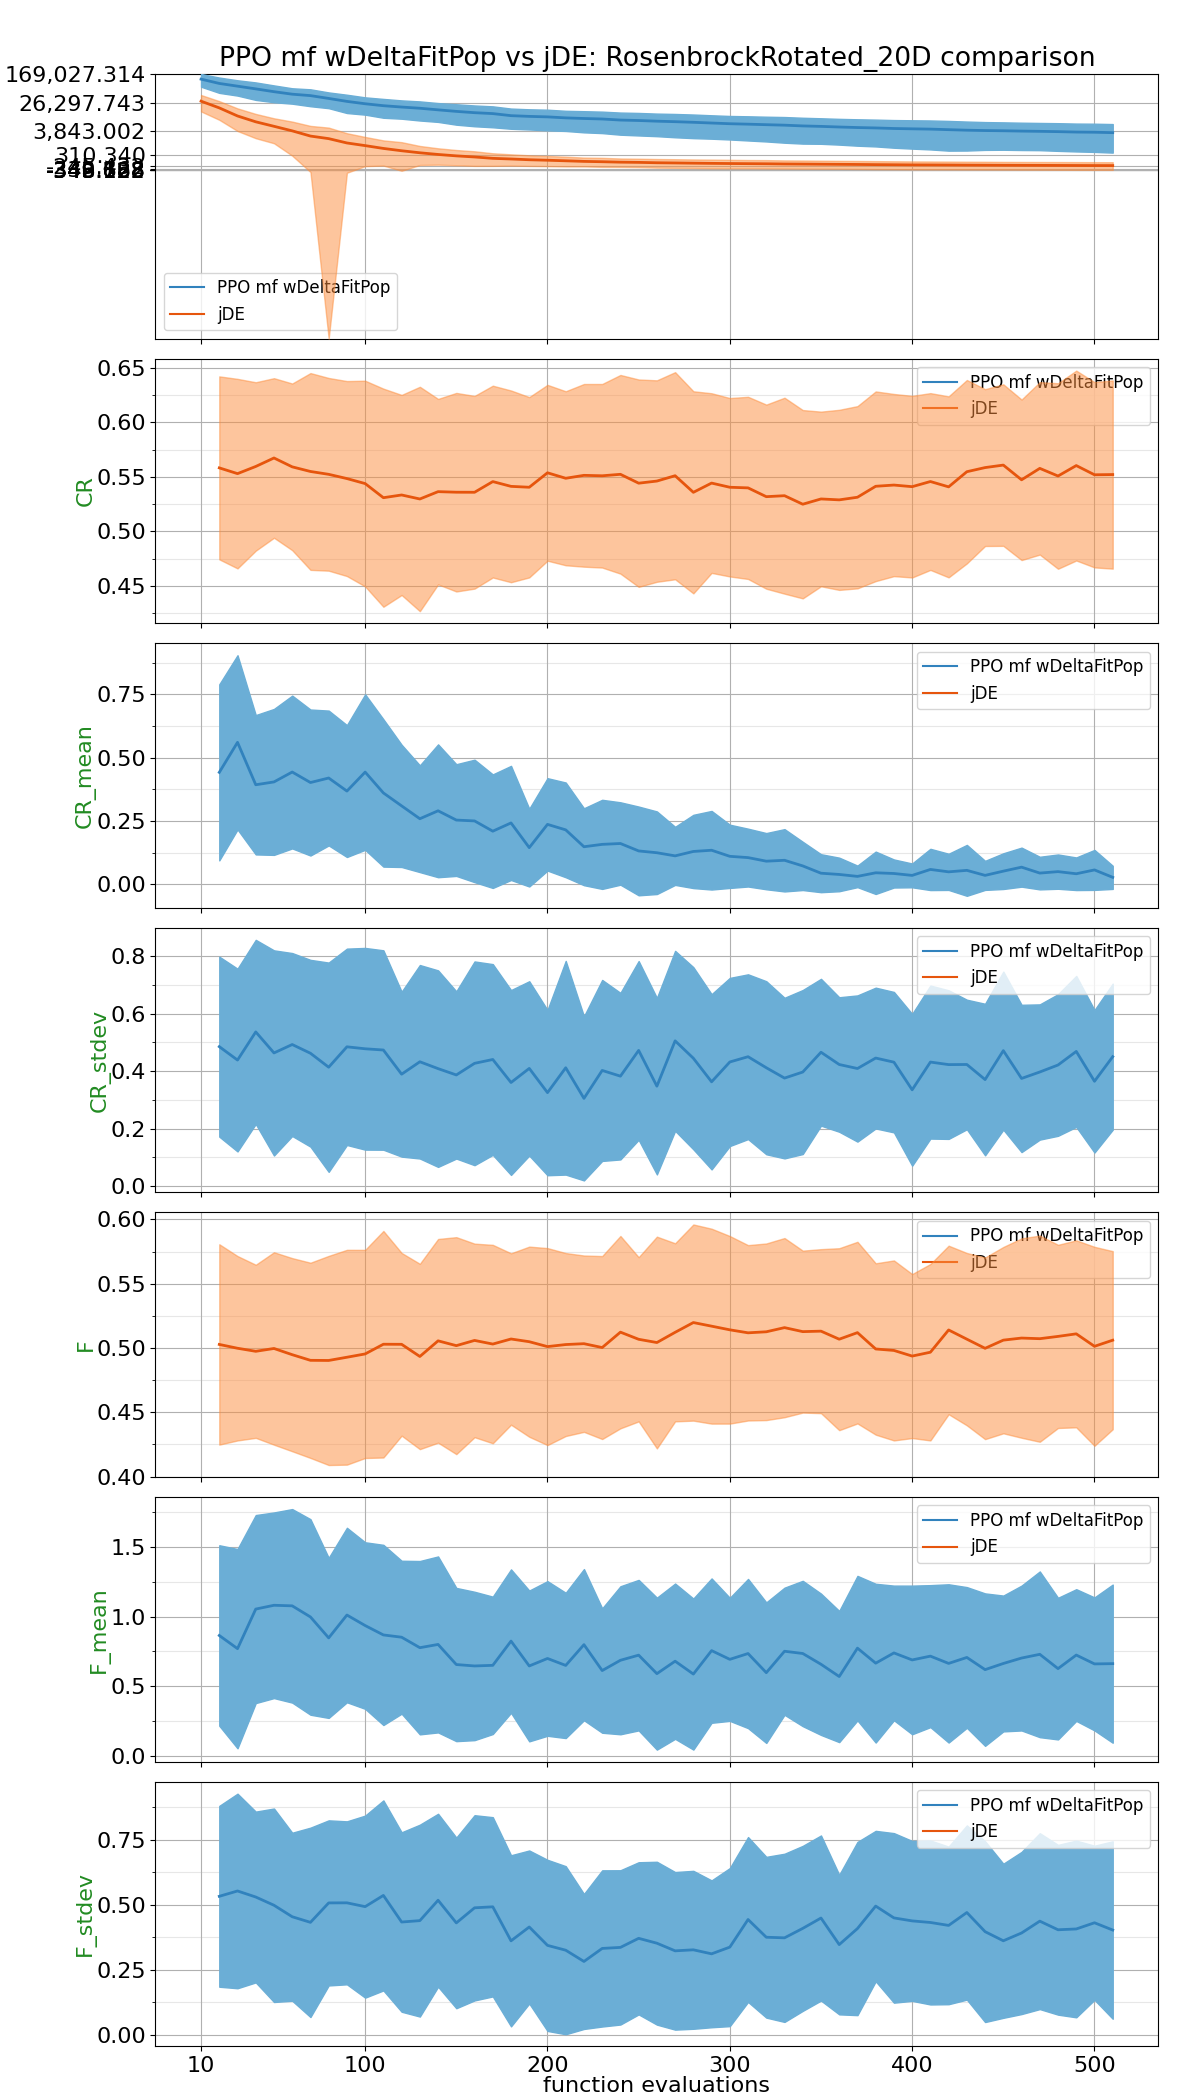 PPO mf wDeltaFitPop vs jDE: RosenbrockRotated_20D comparison
169,027.314
26,297.743
3,843.002
310.340
PPO mf wDeltaFitPop
jDE
0.65
0.60
0.55
0.50
0.45
CR
PPO mf wDeltaFitPop
jDE
0.75
0.50
0.25
0.00
CR_mean
PPO mf wDeltaFitPop
jDE
0.8
0.6
0.4
0.2
0.0
CR_stdev
PPO mf wDeltaFitPop
jDE
0.60
0.55
0.50
0.45
0.40
F
PPO mf wDeltaFitPop
jDE
1.5
1.0
0.5
0.0
F_mean
PPO mf wDeltaFitPop
jDE
0.75
0.50
0.25
0.00
F_stdev
PPO mf wDeltaFitPop
jDE
10 100 200 300 400 500
function evaluations